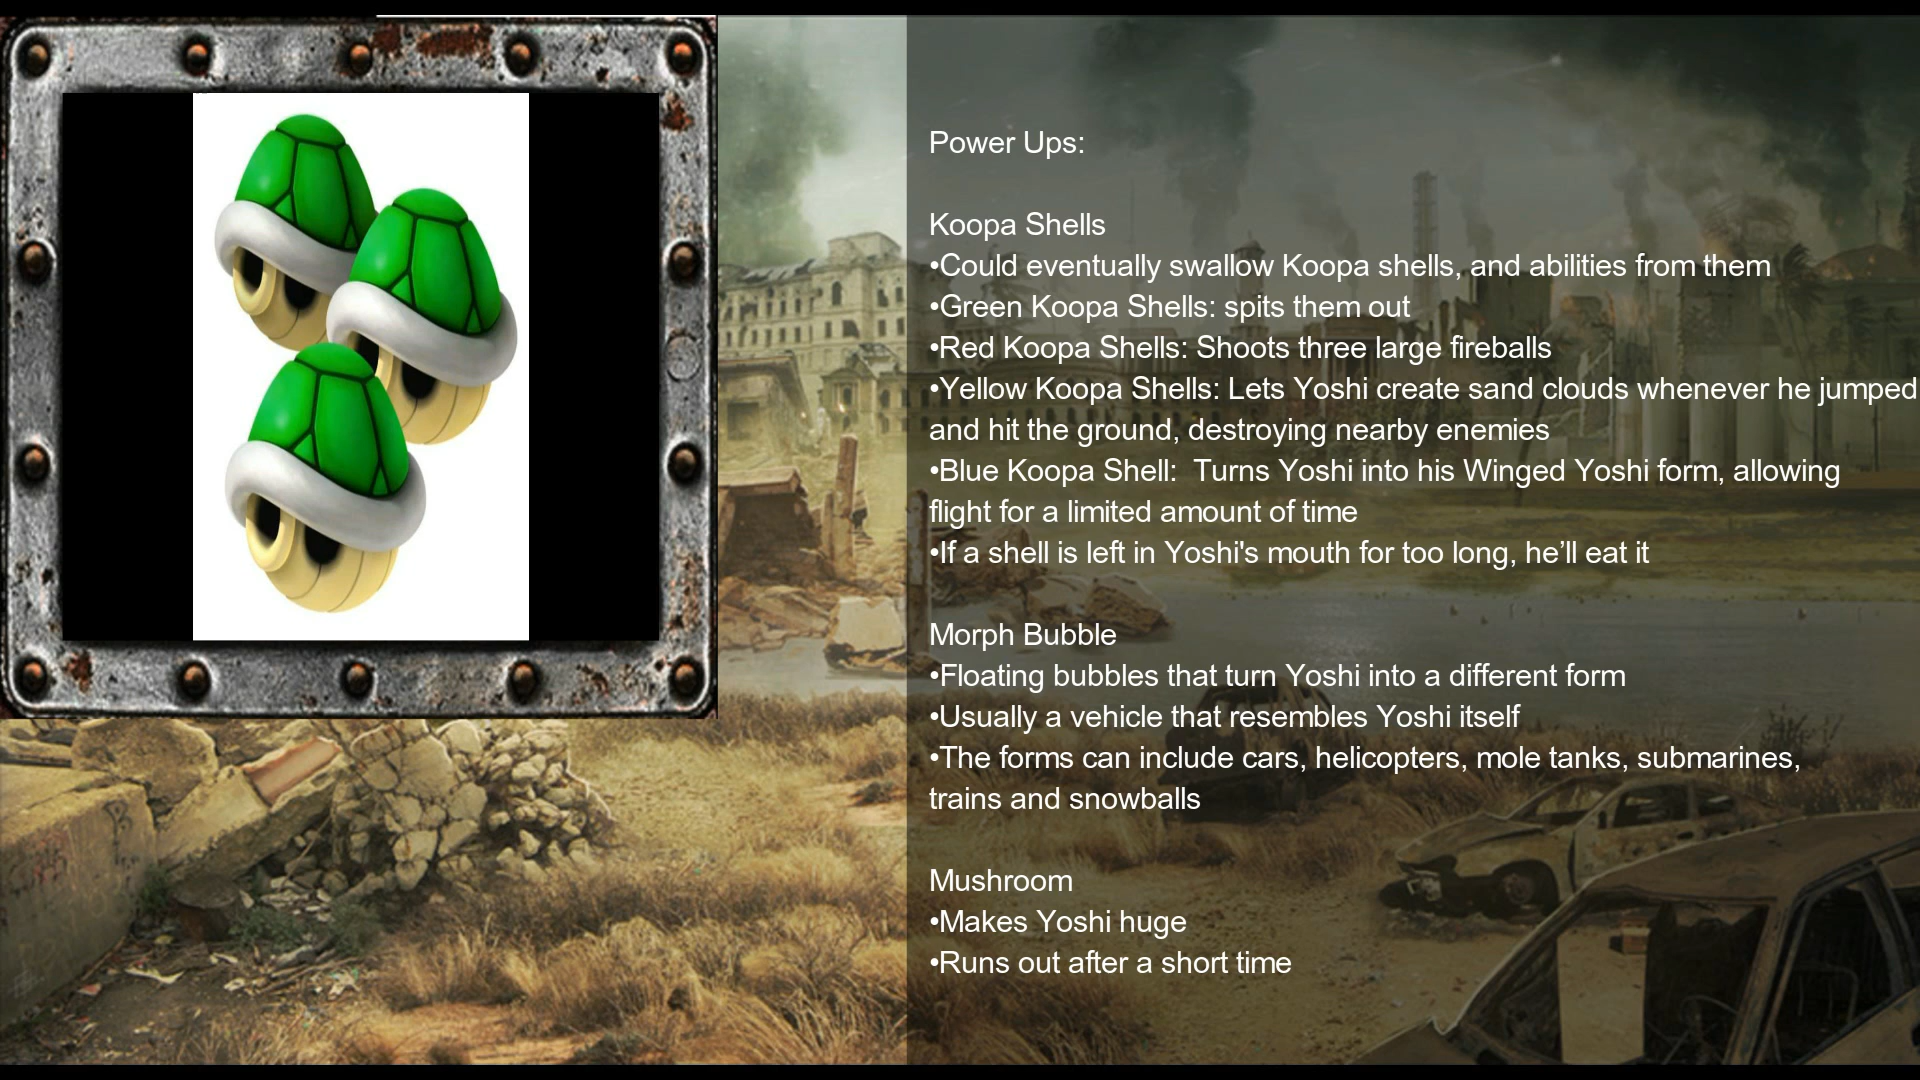 Power Ups:
Koopa Shells
•Could eventually swallow Koopa shells, and abilities from them
•Green Koopa Shells: spits them out
•Red Koopa Shells: Shoots three large fireballs
•Yellow Koopa Shells: Lets Yoshi create sand clouds whenever he jumped
and hit the ground, destroying nearby enemies
•Blue Koopa Shell:  Turns Yoshi into his Winged Yoshi form, allowing
flight for a limited amount of time
•If a shell is left in Yoshi's mouth for too long, he’ll eat it
Morph Bubble
•Floating bubbles that turn Yoshi into a different form
•Usually a vehicle that resembles Yoshi itself
•The forms can include cars, helicopters, mole tanks, submarines,
trains and snowballs
Mushroom
•Makes Yoshi huge
•Runs out after a short time